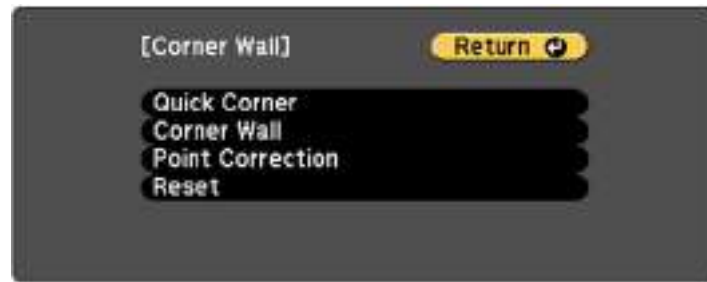 [Corner Wall]
Return
Quick Corner
Corner Wall
Point Correction
Reset